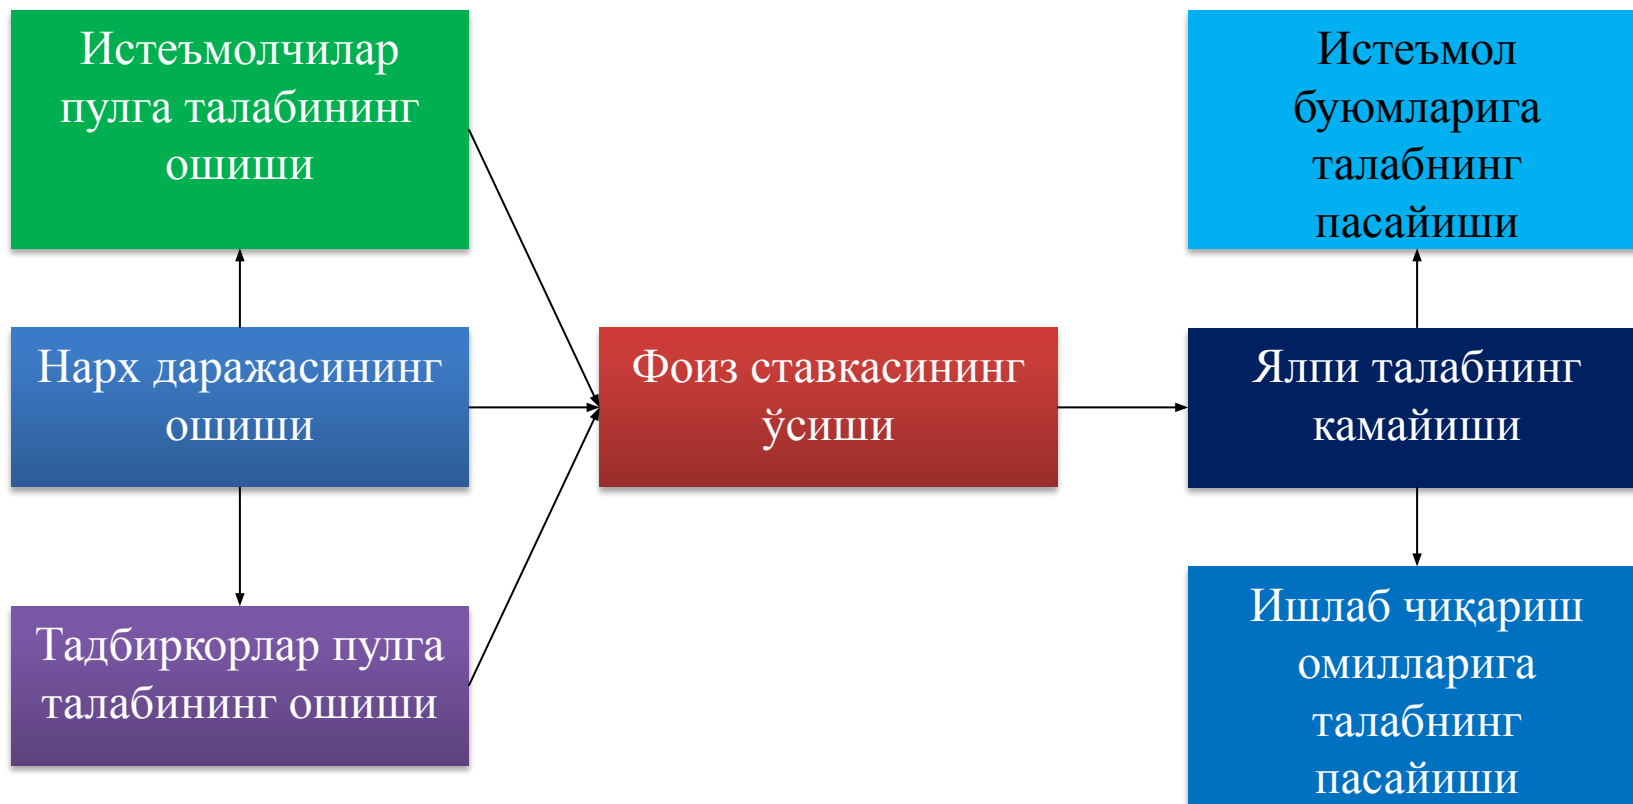 Истеъмолчилар
пулга талабининг
ошиши
Нарх даражасининг
ошиши
Тадбиркорлар пулга
талабининг ошиши
Фоиз ставкасининг
ўсиши
Истеъмол
буюмларига
талабнинг
пасайиши
Ялпи талабнинг
камайиши
Ишлаб чиқариш
омилларига
талабнинг
пасайиши